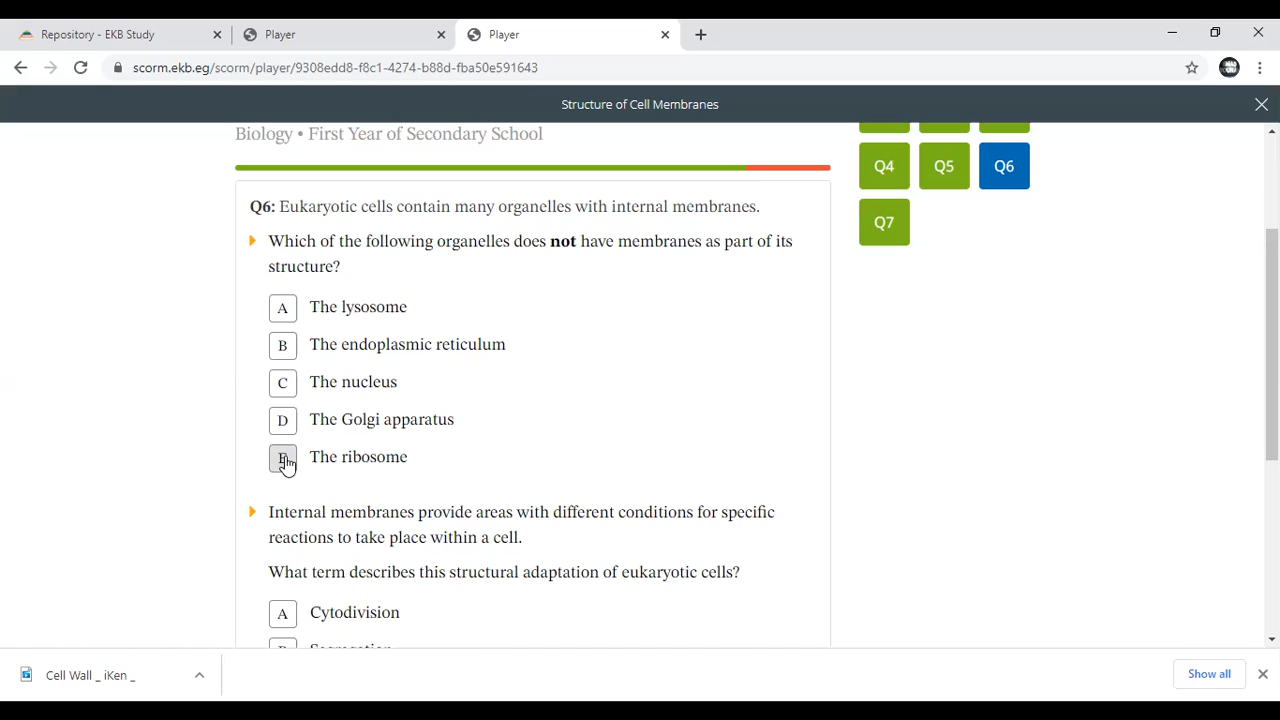 Repository - EKB Study
Player
Player
scorm.ekb.eg/scorm/player/9308edd8-f8c1-4274-b88d-fba50e591643
Structure of Cell Membranes
Biology • First Year of Secondary School
Q4 Q5 Q6
Q7
Q6: Eukaryotic cells contain many organelles with internal membranes.
Which of the following organelles does not have membranes as part of its
structure?
A The lysosome
B The endoplasmic reticulum
C The nucleus
D The Golgi apparatus
The ribosome
Internal membranes provide areas with different conditions for specific
reactions to take place within a cell.
What term describes this structural adaptation of eukaryotic cells?
A Cytodivision
B Segregation
Cell Wall _ iKen _
Show all